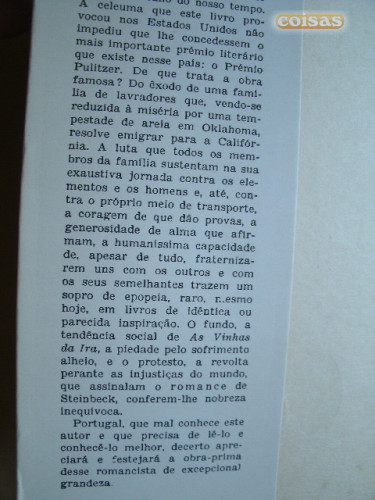 coisas
do nosso tempo.
A celeuma que este livro pro-
vocou nos Estados Unidos não
impediu que lhe concedessem o
mais importante prémio literário
que existe nesse país: o Prémio
Pulitzer. De que trata a obra
famosa? Do êxodo de uma famí-
lia de lavradores que, vendo-se
reduzida à miséria por uma tem-
pestade de areia em Oklahoma,
resolve emigrar para a Califór-
nia. A luta que todos os mem-
bros da família sustentam na sua
exaustiva jornada contra os ele-
mentos e os homens e, até, con-
tra o próprio meio de transporte,
a coragem de que dão provas, a
generosidade de alma que afir-
mam, a humaníssima capacidade
de, apesar de tudo, fraterniza-
rem uns com os outros e com
os seus semelhantes trazem um
sopro de epopeia, raro, mesmo
hoje, em livros de idêntica ou
parecida inspiração. O fundo, a
tendência social de As Vinhas
da Ira, a piedade pelo sofrimento
alheio, e o protesto, a revolta
perante as injustiças do mundo,
que assinalam o romance de
Steinbeck, conferem-lhe nobreza
inequívoca.
Portugal, que mal conhece este
autor e que precisa de lê-lo e
conhecê-lo melhor, decerto apre-
ciará e festejará a obra-prima
desse romancista de excepcional
grandeza.